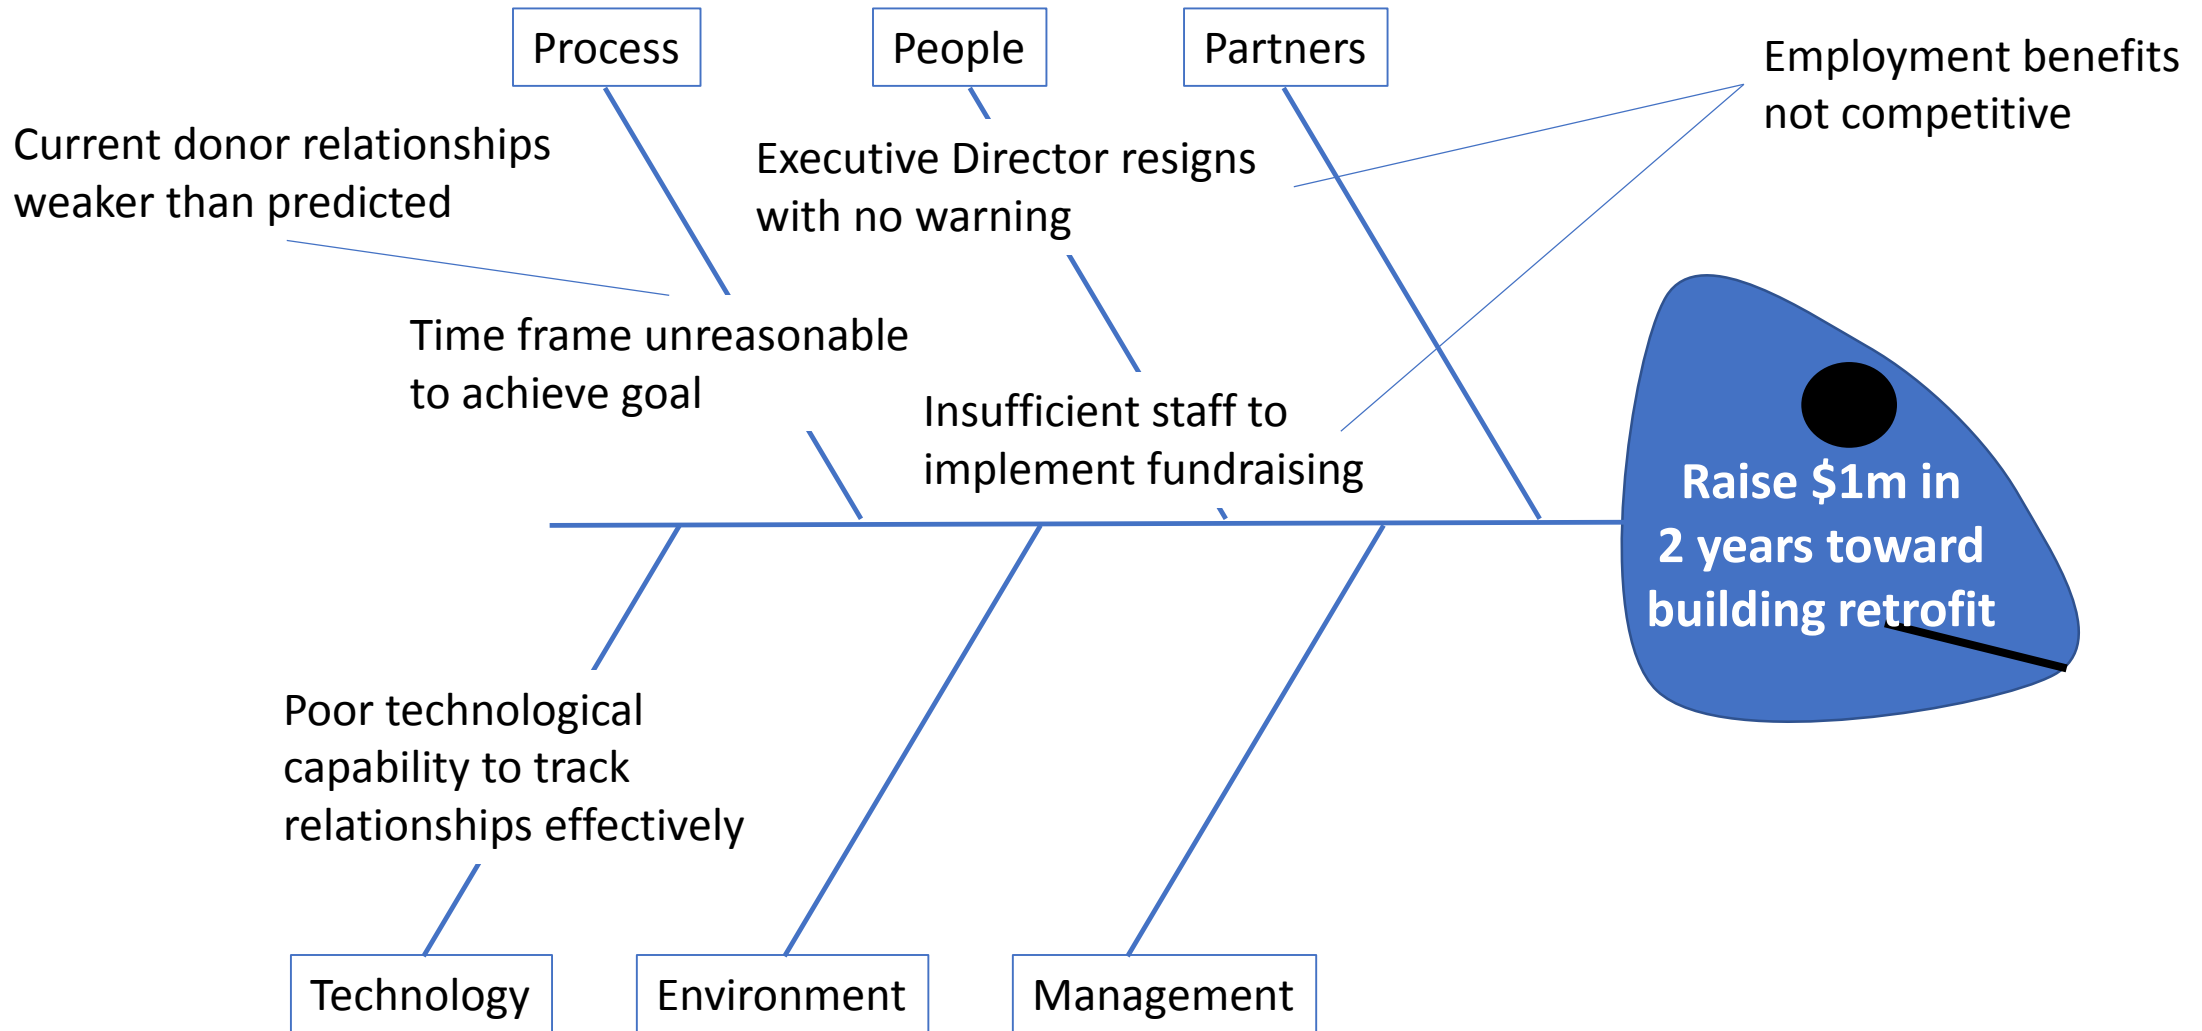 Process
People
Partners
Employment benefits
not competitive
Current donor relationships
weaker than predicted
Executive Director resigns
with no warning
Time frame unreasonable
to achieve goal
Insufficient staff to
implement fundraising
Raise $1m in
2 years toward
building retrofit
Poor technological
capability to track
relationships effectively
Technology
Environment
Management